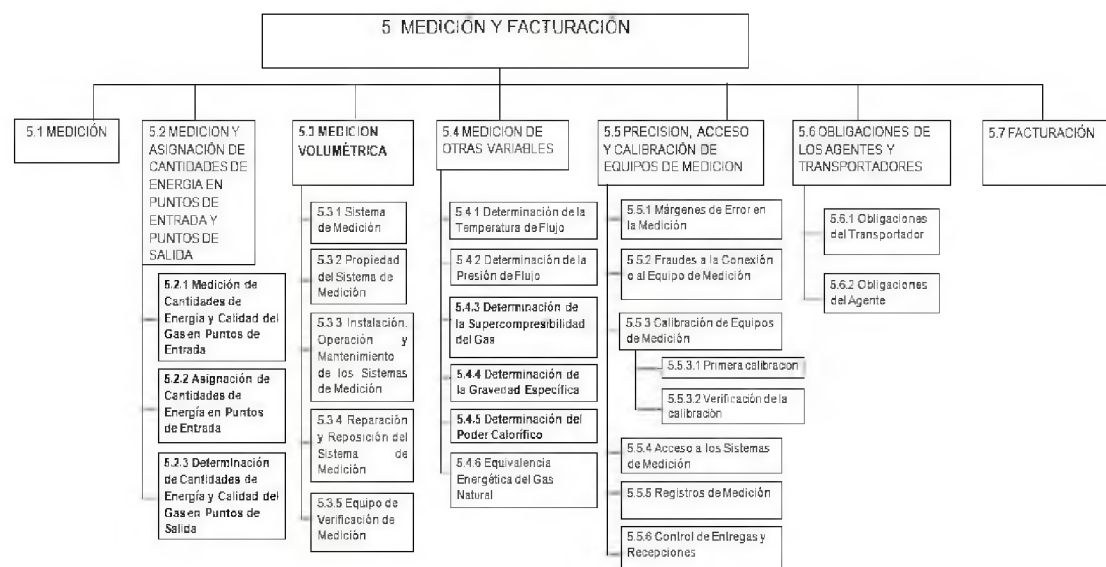 5 MEDICIÓN Y FACTURACIÓN
5.1 MEDICIÓN
5.2 MEDICION Y
ASIGNACIÓN DE
CANTIDADES DE
ENERGIA EN
PUNTOS DE
ENTRADA Y
PUNTOS DE
SALIDA
5.2.1 Medición de
Cantidades de
Energía y Calidad del
Gas en Puntos de
Entrada
5.2.2 Asignación de
Cantidades de
Energía en Puntos
de Entrada
5.2.3 Determinación
de Cantidades de
Energía y Calidad del
Gas en Puntos de
Salida
5.3 MEDICION
VOLUMÉTRICA
5.3.1 Sistema
de Medición
5.3.2 Propiedad
del Sistema de
Medición
5.3.3 Instalación,
Operación y
Mantenimiento
de los Sistemas
de Medición
5.3.4 Reparación
y Reposición del
Sistema de
Medición
5.3.5 Equipo de
Verificación de
Medición
5.4 MEDICION DE
OTRAS VARIABLES
5.4.1 Determinación de la
Temperatura de Flujo
5.4.2 Determinación de la
Presión de Flujo
5.4.3 Determinación de
la Supercompresibilidad
del Gas
5.4.4 Determinación de
la Gravedad Específica
5.4.5 Determinación del
Poder Calorífico
5.4.6 Equivalencia
Energética del Gas
Natural
5.5 PRECISION, ACCESO
Y CALIBRACIÓN DE
EQUIPOS DE MEDICION
5.5.1 Márgenes de Error en
la Medición
5.5.2 Fraudes a la Conexión
o al Equipo de Medición
5.5.3 Calibración de Equipos
de Medición
5.5.3.1 Primera calibracion
5.5.3.2 Verificación de la
calibración
5.5.4 Acceso a los Sistemas
de Medición
5.5.5 Registros de Medición
5.5.6 Control de Entregas y
Recepciones
5.6 OBLIGACIONES DE
LOS AGENTES Y
TRANSPORTADORES
5.6.1 Obligaciones
del Transportador
5.6.2 Obligaciones
del Agente
5.7 FACTURACIÓN